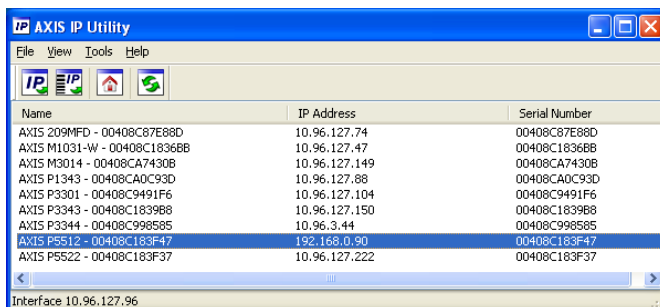 AXIS IP Utility
File View Tools Help
IP IP
Name IP Address Serial Number
AXIS 209MFD - 00408C87E88D 10.96.127.74 00408C87E88D
AXIS M1031-W - 00408C1836BB 10.96.127.47 00408C1836BB
AXIS M3014 - 00408CA7430B 10.96.127.149 00408CA7430B
AXIS P1343 - 00408CA0C93D 10.96.127.88 00408CA0C93D
AXIS P3301 - 00408C9491F6 10.96.127.104 00408C9491F6
AXIS P3343 - 00408C1839B8 10.96.127.150 00408C1839B8
AXIS P3344 - 00408C998585 10.96.3.44 00408C998585
AXIS P5512 - 00408C183F47 192.168.0.90 00408C183F47
AXIS P5522 - 00408C183F37 10.96.127.222 00408C183F37
Interface 10.96.127.96